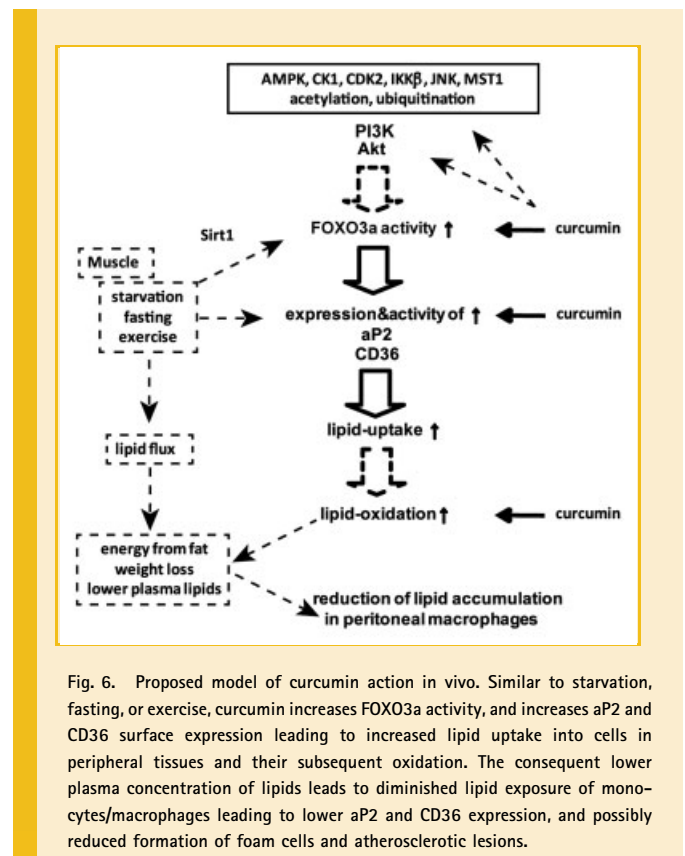 AMPK, CK1, CDK2, IKKβ, JNK, MST1
acetylation, ubiquitination
PI3K
Akt
Sirt1
FOXO3a activity ↑
curcumin
Muscle
starvation
fasting
exercise
expression&activity of ↑
aP2
CD36
curcumin
lipid-uptake ↑
lipid flux
lipid-oxidation ↑
curcumin
energy from fat
weight loss
lower plasma lipids
reduction of lipid accumulation
in peritoneal macrophages
Fig. 6. Proposed model of curcumin action in vivo. Similar to starvation,
fasting, or exercise, curcumin increases FOXO3a activity, and increases aP2 and
CD36 surface expression leading to increased lipid uptake into cells in
peripheral tissues and their subsequent oxidation. The consequent lower
plasma concentration of lipids leads to diminished lipid exposure of mono-
cytes/macrophages leading to lower aP2 and CD36 expression, and possibly
reduced formation of foam cells and atherosclerotic lesions.